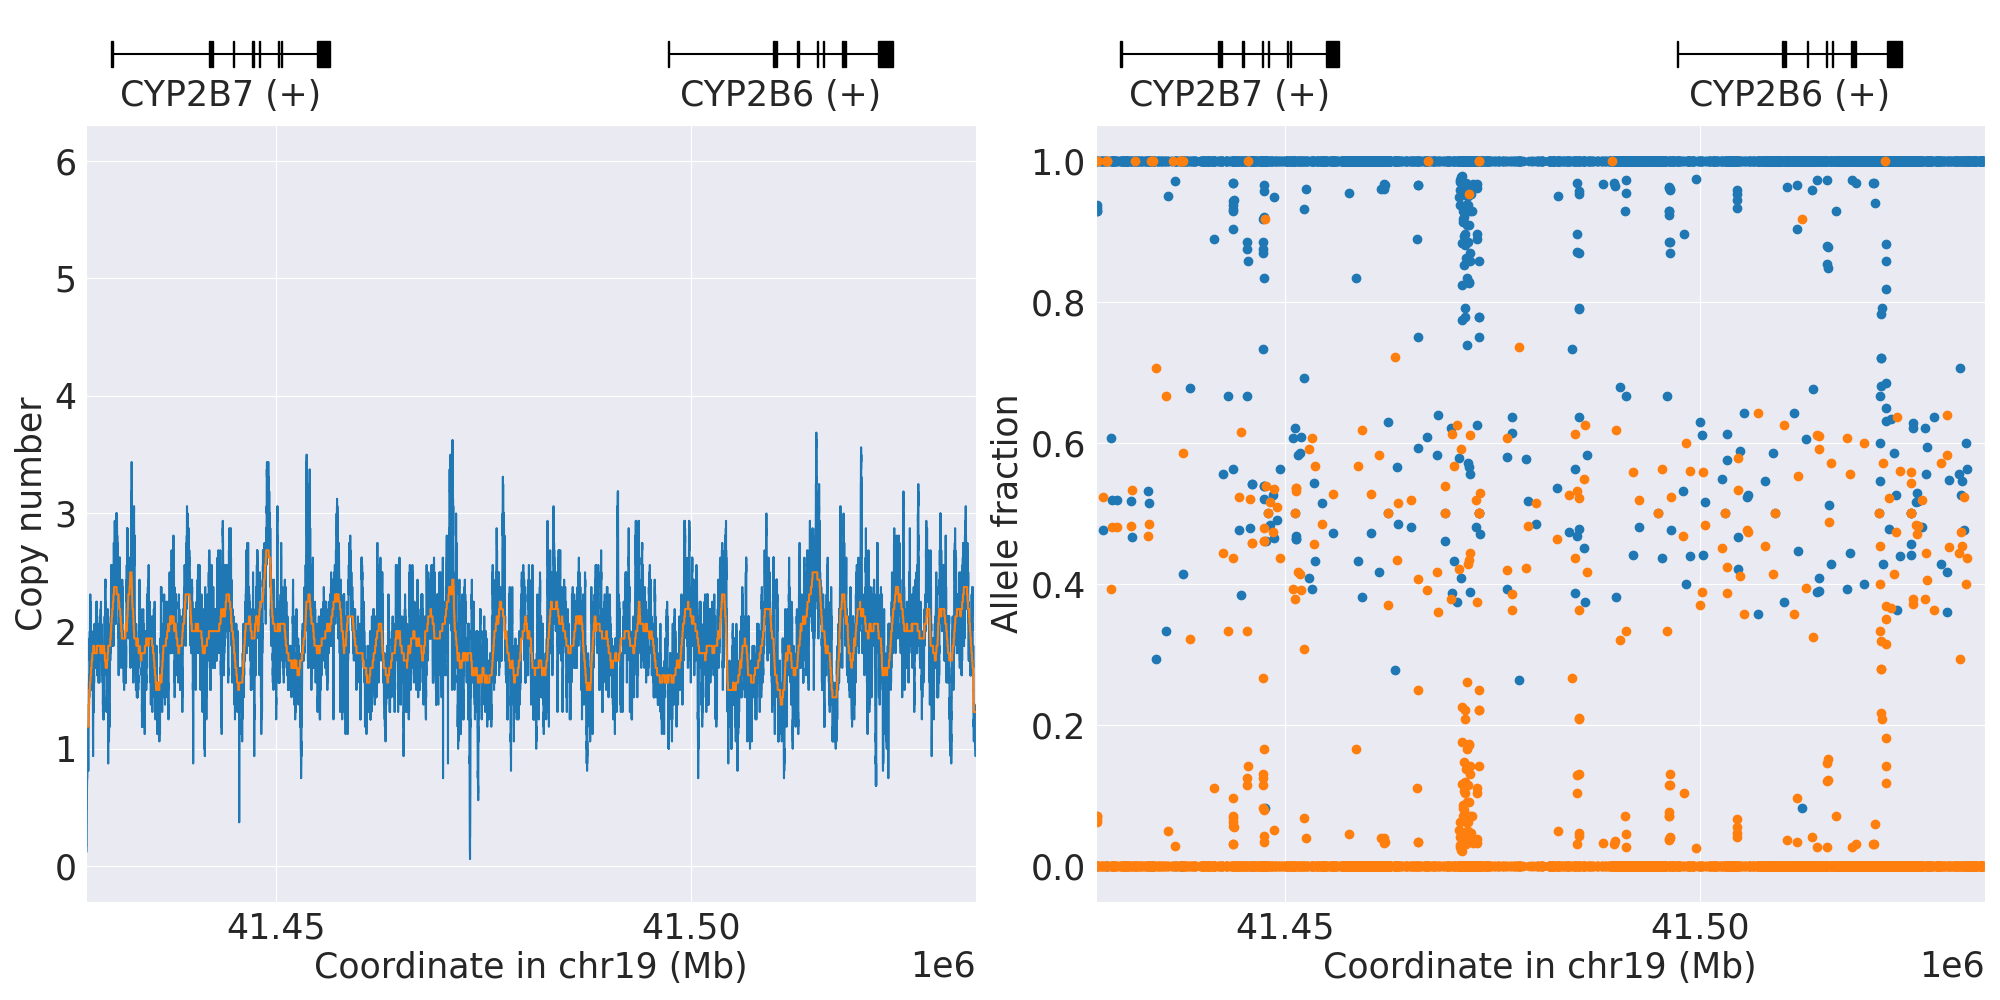 CYP2B7 (+) CYP2B6 (+)
6
5
4
3
2
1
0
Copy number
41.45 41.50
Coordinate in chr19 (Mb) 1e6
CYP2B7 (+) CYP2B6 (+)
1.0
0.8
0.6
0.4
0.2
0.0
Allele fraction
41.45 41.50
Coordinate in chr19 (Mb) 1e6